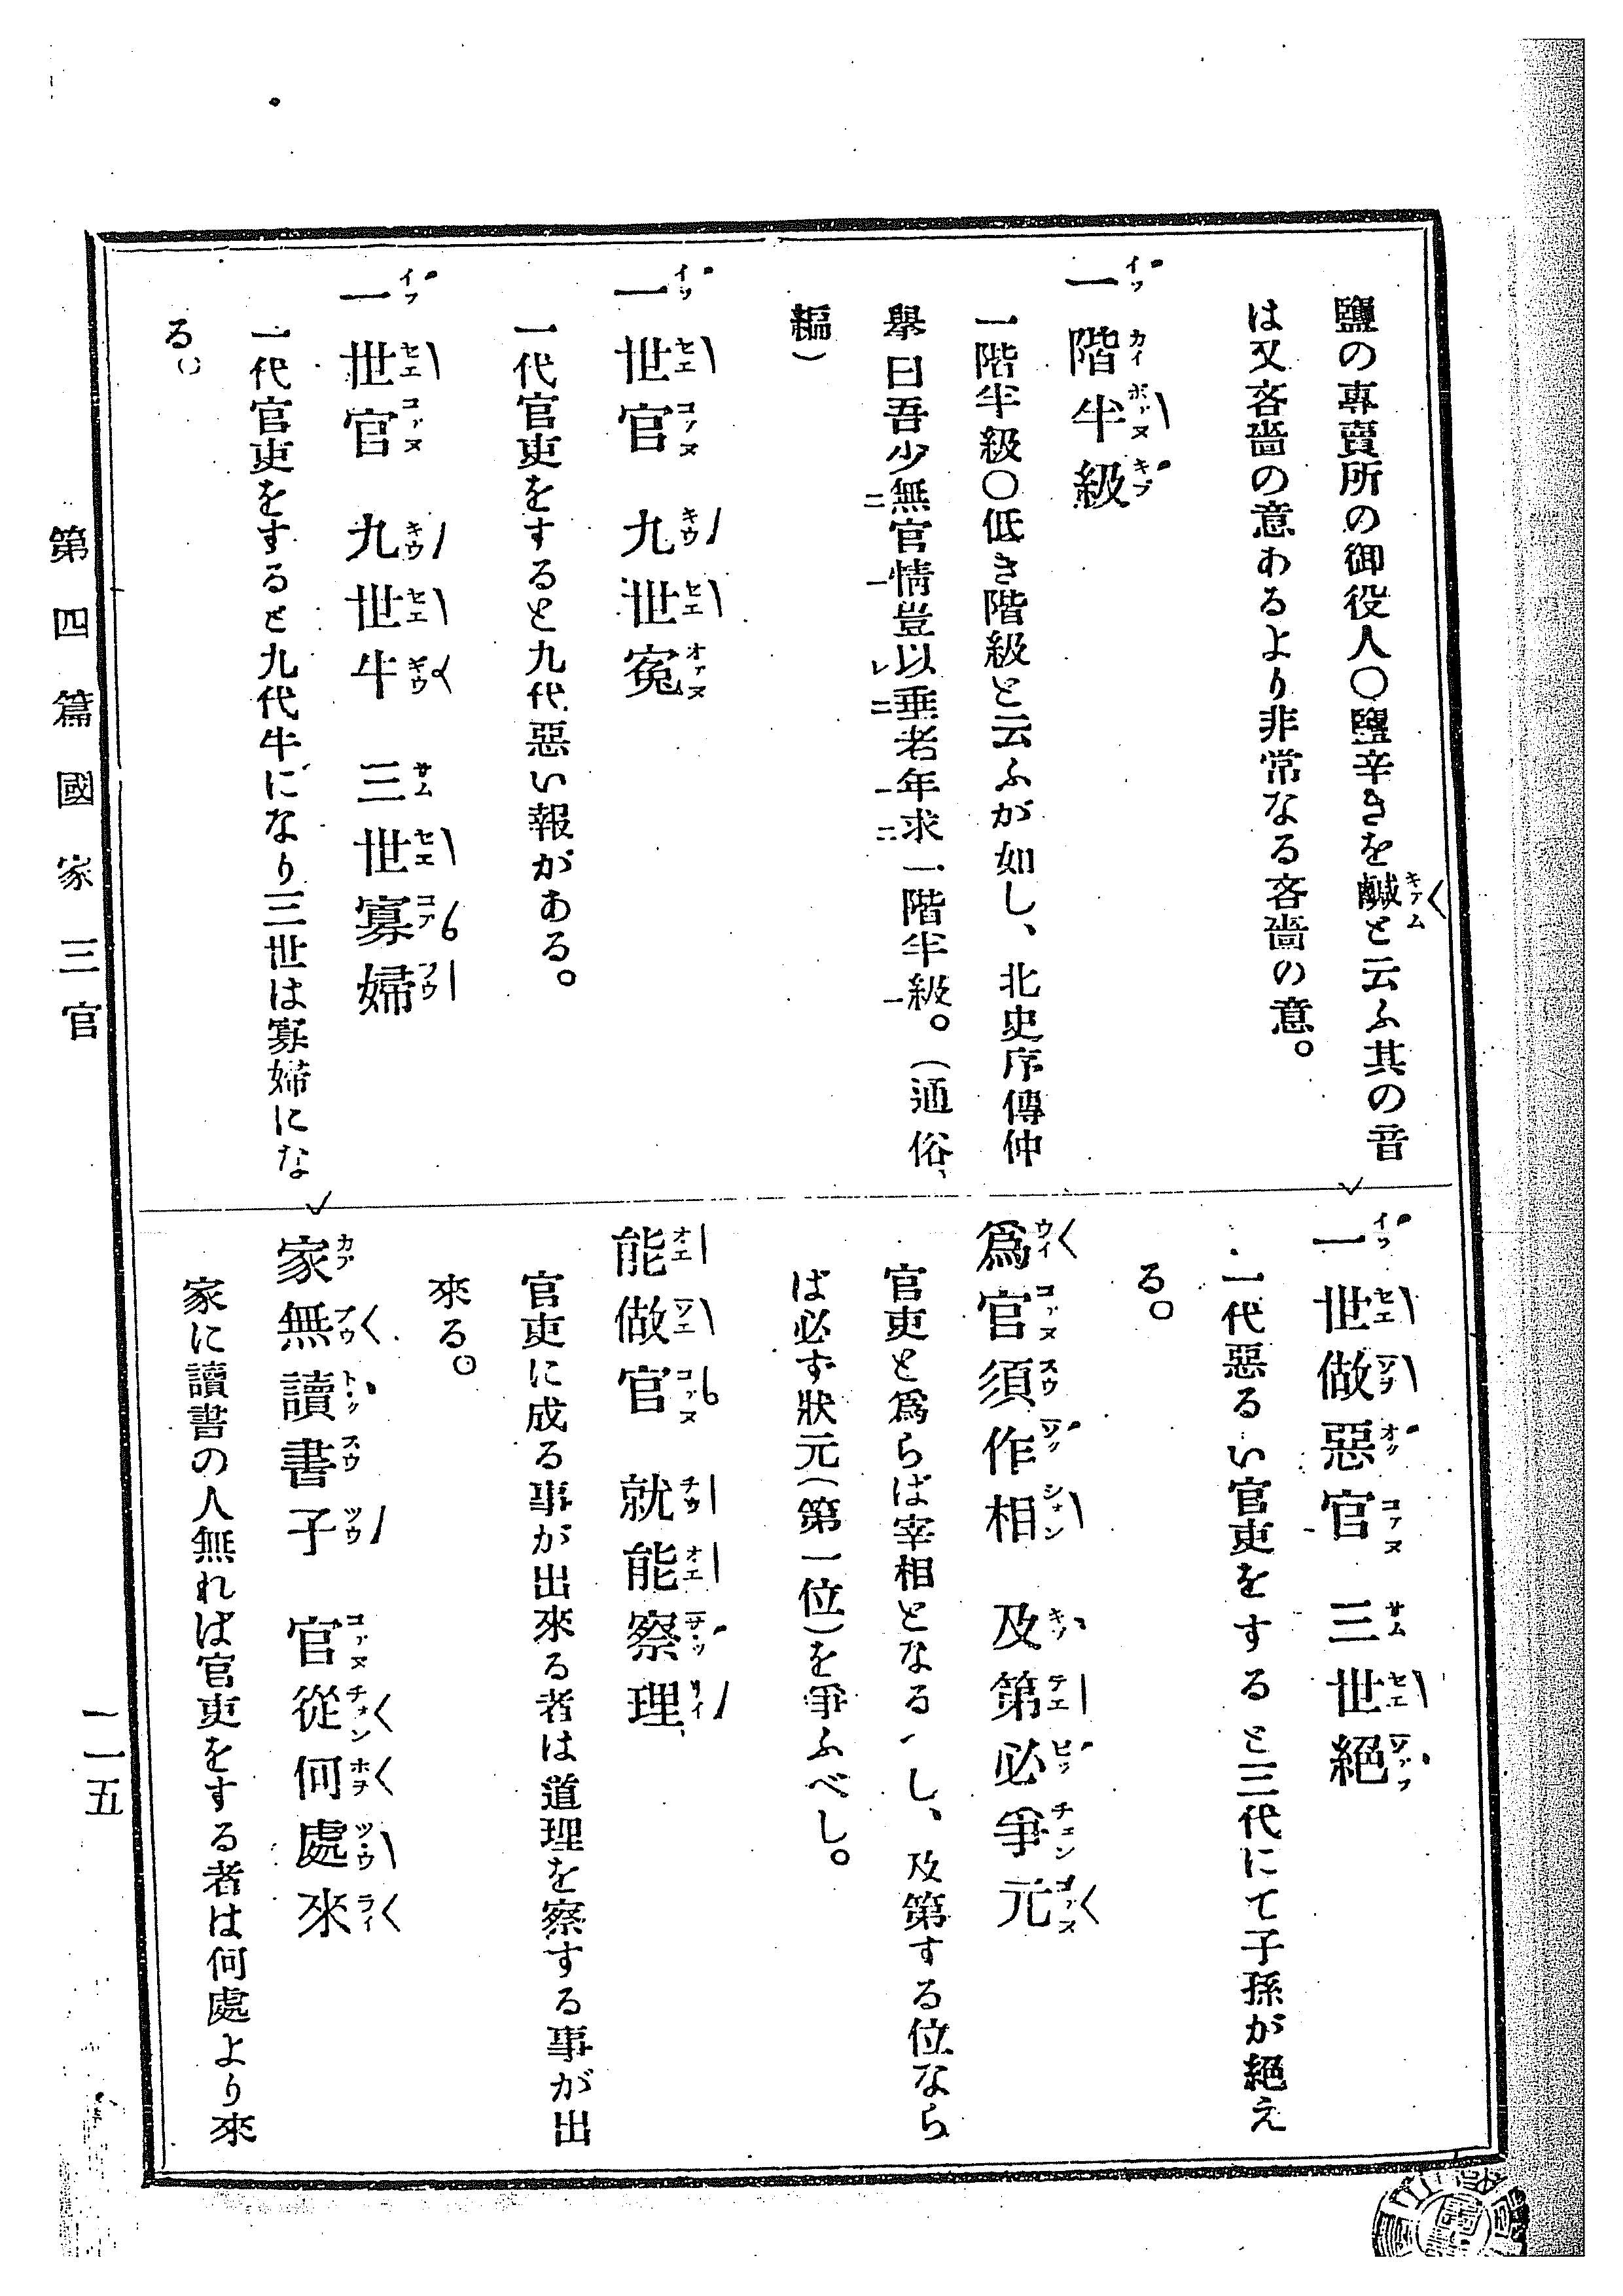 鹽の專賣所の御役人〇鹽辛きを鹹と云ふ其の音
は又吝嗇の意あるより非常なる吝嗇の意。
一階半級
一階半級〇低き階級と云ふが如し、北史序傳仲
擧曰吾少無官情豈以垂老年求一階半級。(通俗
編)
一世官 九世寃
一代官吏をすると九代惡い報がある。
一世官 九世牛 三世寡婦
一代官吏をすると九代牛になり三世は寡婦にな
る。
一世做惡官 三世絕
一代惡るい官吏をすると三代にて子孫が絕え
る。
爲官須作相 及第必爭元
官吏と爲らば宰相となるべし、及第する位なら
ば必ず狀元(第一位)を爭ふべし。
能做官 就能察理
官吏に成る事が出來る者は道理を察する事が出
來る。
家無讀書子 官從何處來
家に讀書の人無れば官吏をする者は何處より來
第四篇 國家 三 官
一一五